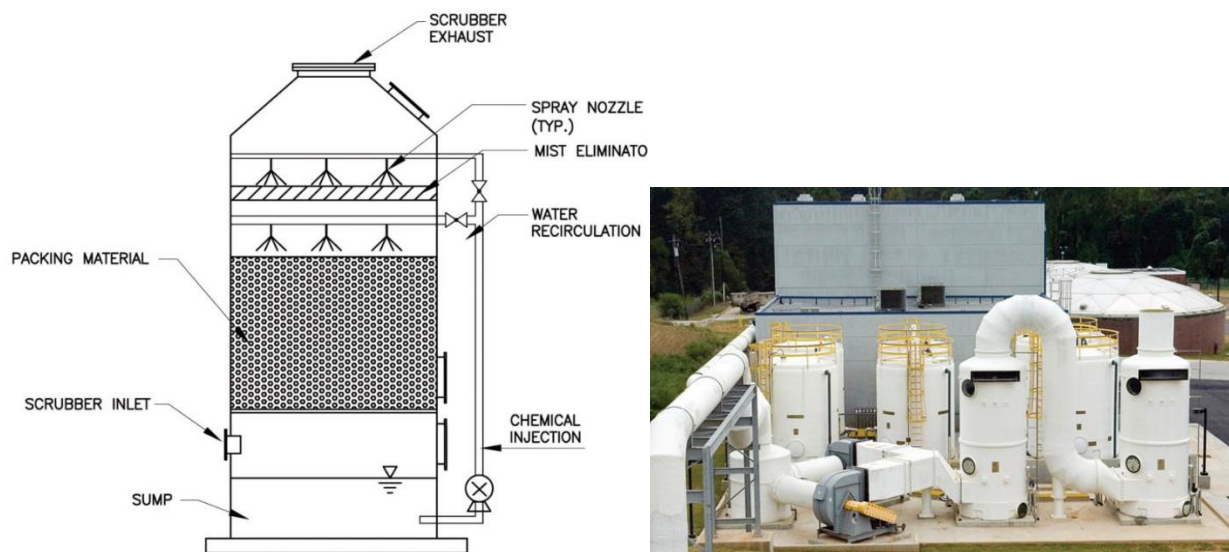 SCRUBBER
EXHAUST
SPRAY NOZZLE
(TYP.)
MIST ELIMINATO
WATER
RECIRCULATION
PACKING MATERIAL
SCRUBBER INLET
CHEMICAL
INJECTION
SUMP